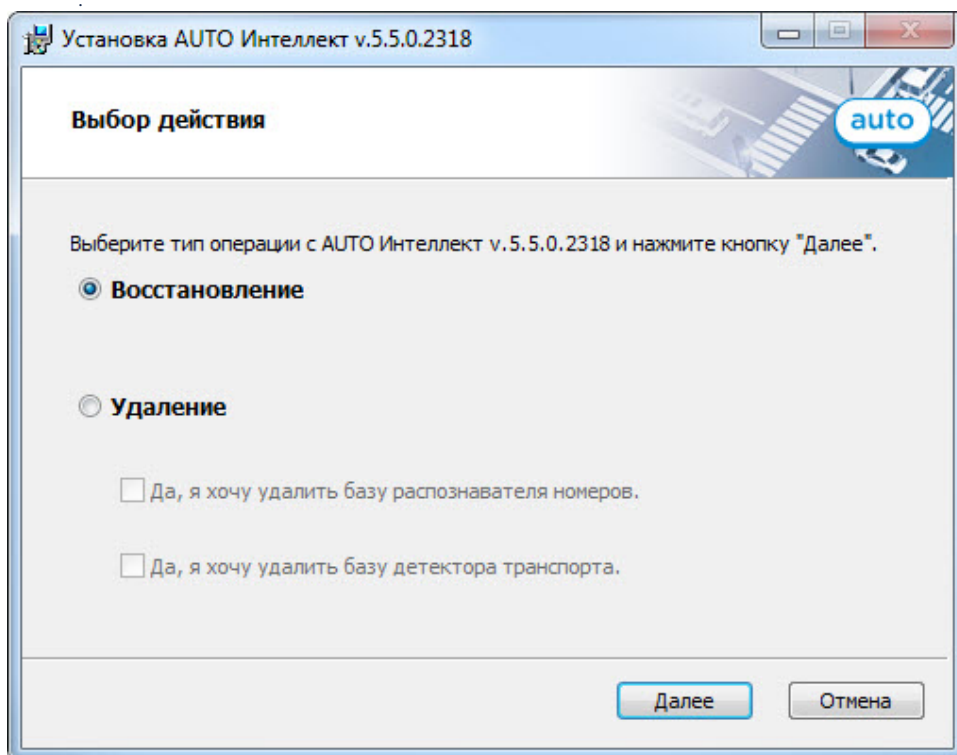 Установка AUTO Интеллект v.5.5.0.2318
Выбор действия
auto
Выберите тип операции с AUTO Интеллект v.5.5.0.2318 и нажмите кнопку "Далее".
Восстановление
Удаление
Да, я хочу удалить базу распознавателя номеров.
Да, я хочу удалить базу детектора транспорта.
Далее
Отмена